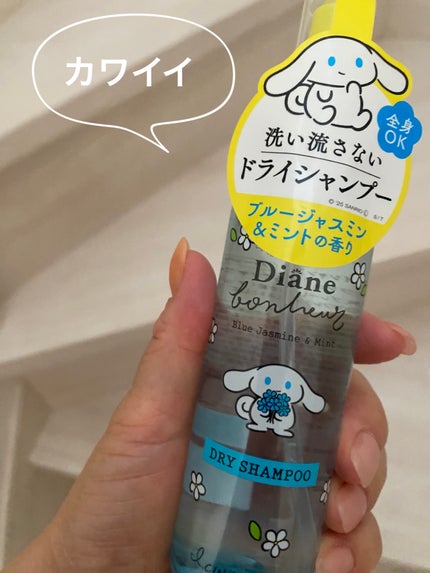 カワイイ
全身
OK
洗い流さない
ドライシャンプー
© '25 SANRIO
ブルージャスミン
&ミントの香り
Diane
bonheur
Blue Jasmine & Mint
DRY SHAMPOO